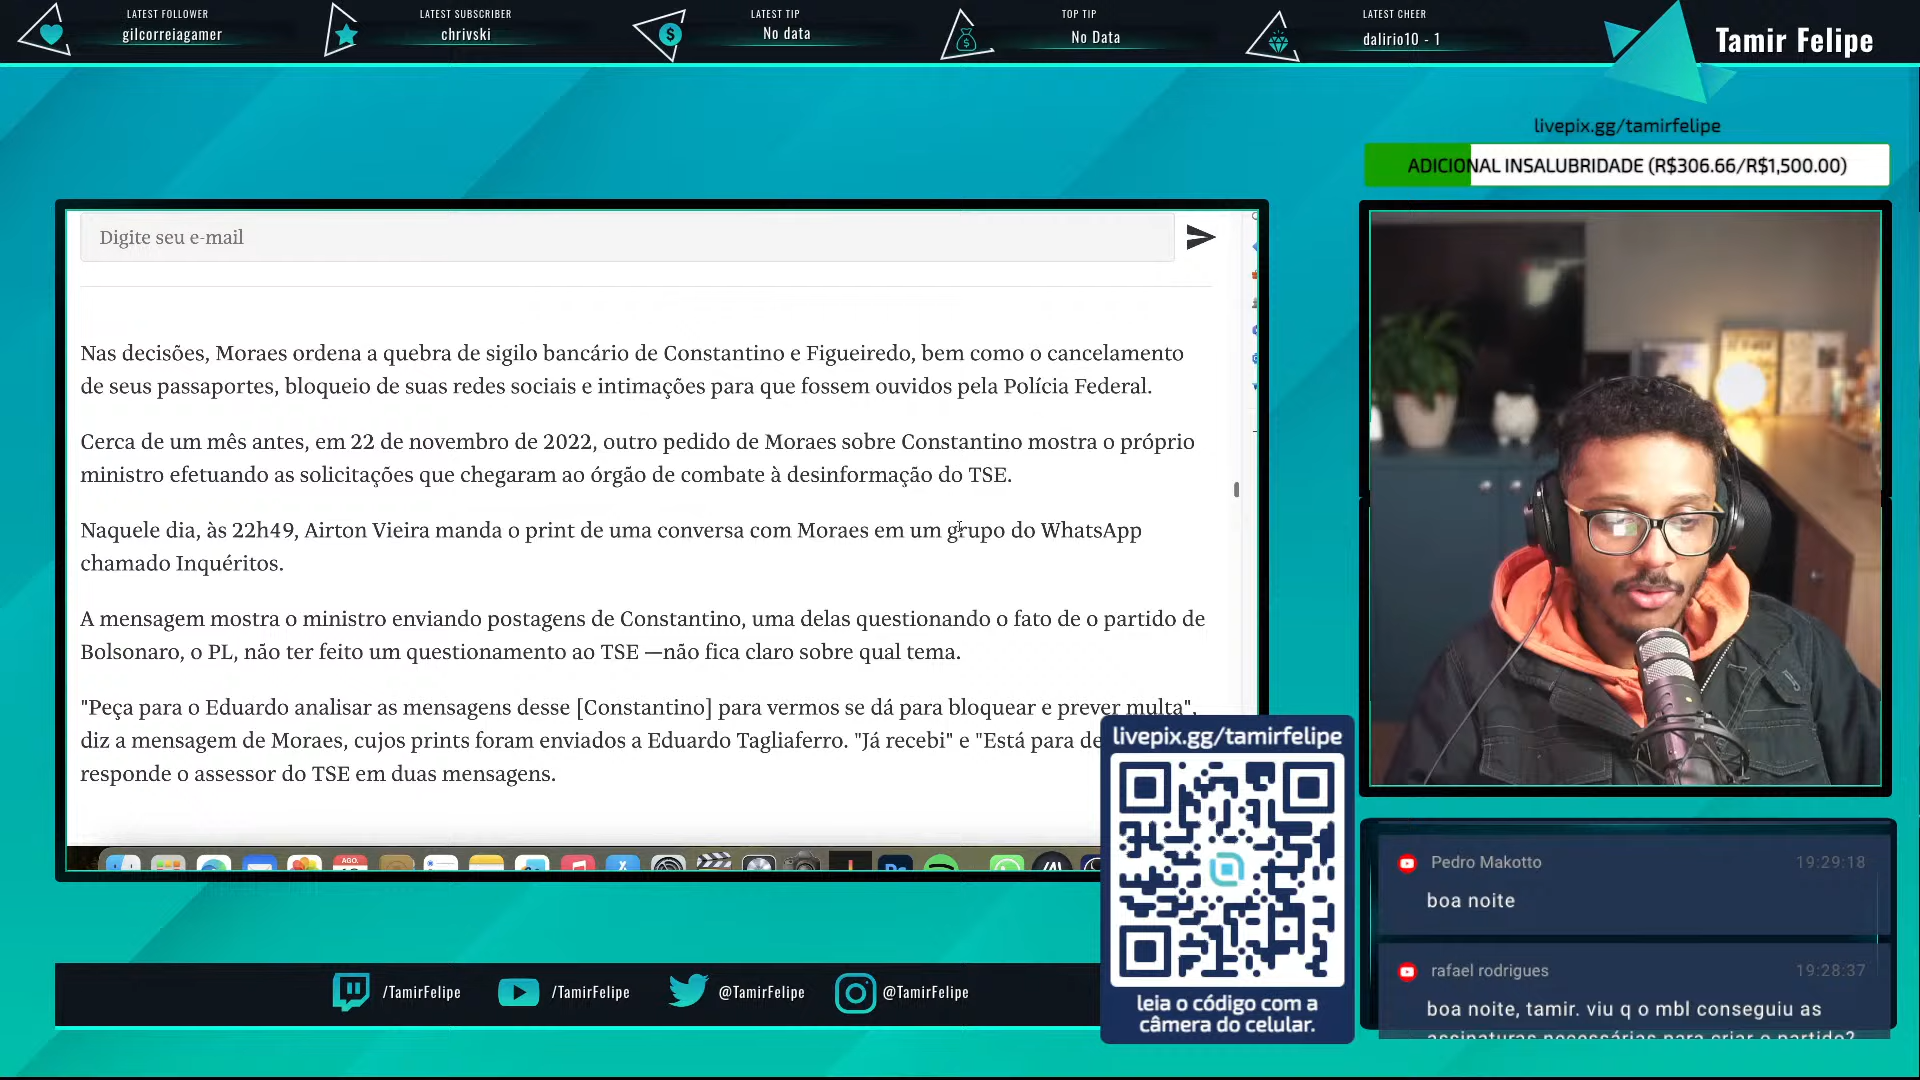 LATEST FOLLOWER
gilcorreiagamer
LATEST SUBSCRIBER
chrivski
LATEST TIP
No data
TOP TIP
No Data
LATEST CHEER
dalirio10 - 1
Tamir Felipe
livepix.gg/tamirfelipe
ADICIONAL INSALUBRIDADE (R$306.66/R$1,500.00)
Digite seu e-mail
Nas decisões, Moraes ordena a quebra de sigilo bancário de Constantino e Figueiredo, bem como o cancelamento
de seus passaportes, bloqueio de suas redes sociais e intimações para que fossem ouvidos pela Polícia Federal.
Cerca de um mês antes, em 22 de novembro de 2022, outro pedido de Moraes sobre Constantino mostra o próprio
ministro efetuando as solicitações que chegaram ao órgão de combate à desinformação do TSE.
Naquele dia, às 22h49, Airton Vieira manda o print de uma conversa com Moraes em um grupo do WhatsApp
chamado Inquéritos.
A mensagem mostra o ministro enviando postagens de Constantino, uma delas questionando o fato de o partido de
Bolsonaro, o PL, não ter feito um questionamento ao TSE —não fica claro sobre qual tema.
"Peça para o Eduardo analisar as mensagens desse [Constantino] para vermos se dá para bloquear e prever multa",
diz a mensagem de Moraes, cujos prints foram enviados a Eduardo Tagliaferro. "Já recebi" e "Está para
responde o assessor do TSE em duas mensagens.
AGO.
livepix.gg/tamirfelipe
leia o código com a
câmera do celular.
/TamirFelipe
/TamirFelipe
@TamirFelipe
@TamirFelipe
Pedro Makotto 19:29:18
boa noite
rafael rodrigues 19:28:37
boa noite, tamir. viu q o mbl conseguiu as
assinaturas necessárias para criar o partido?